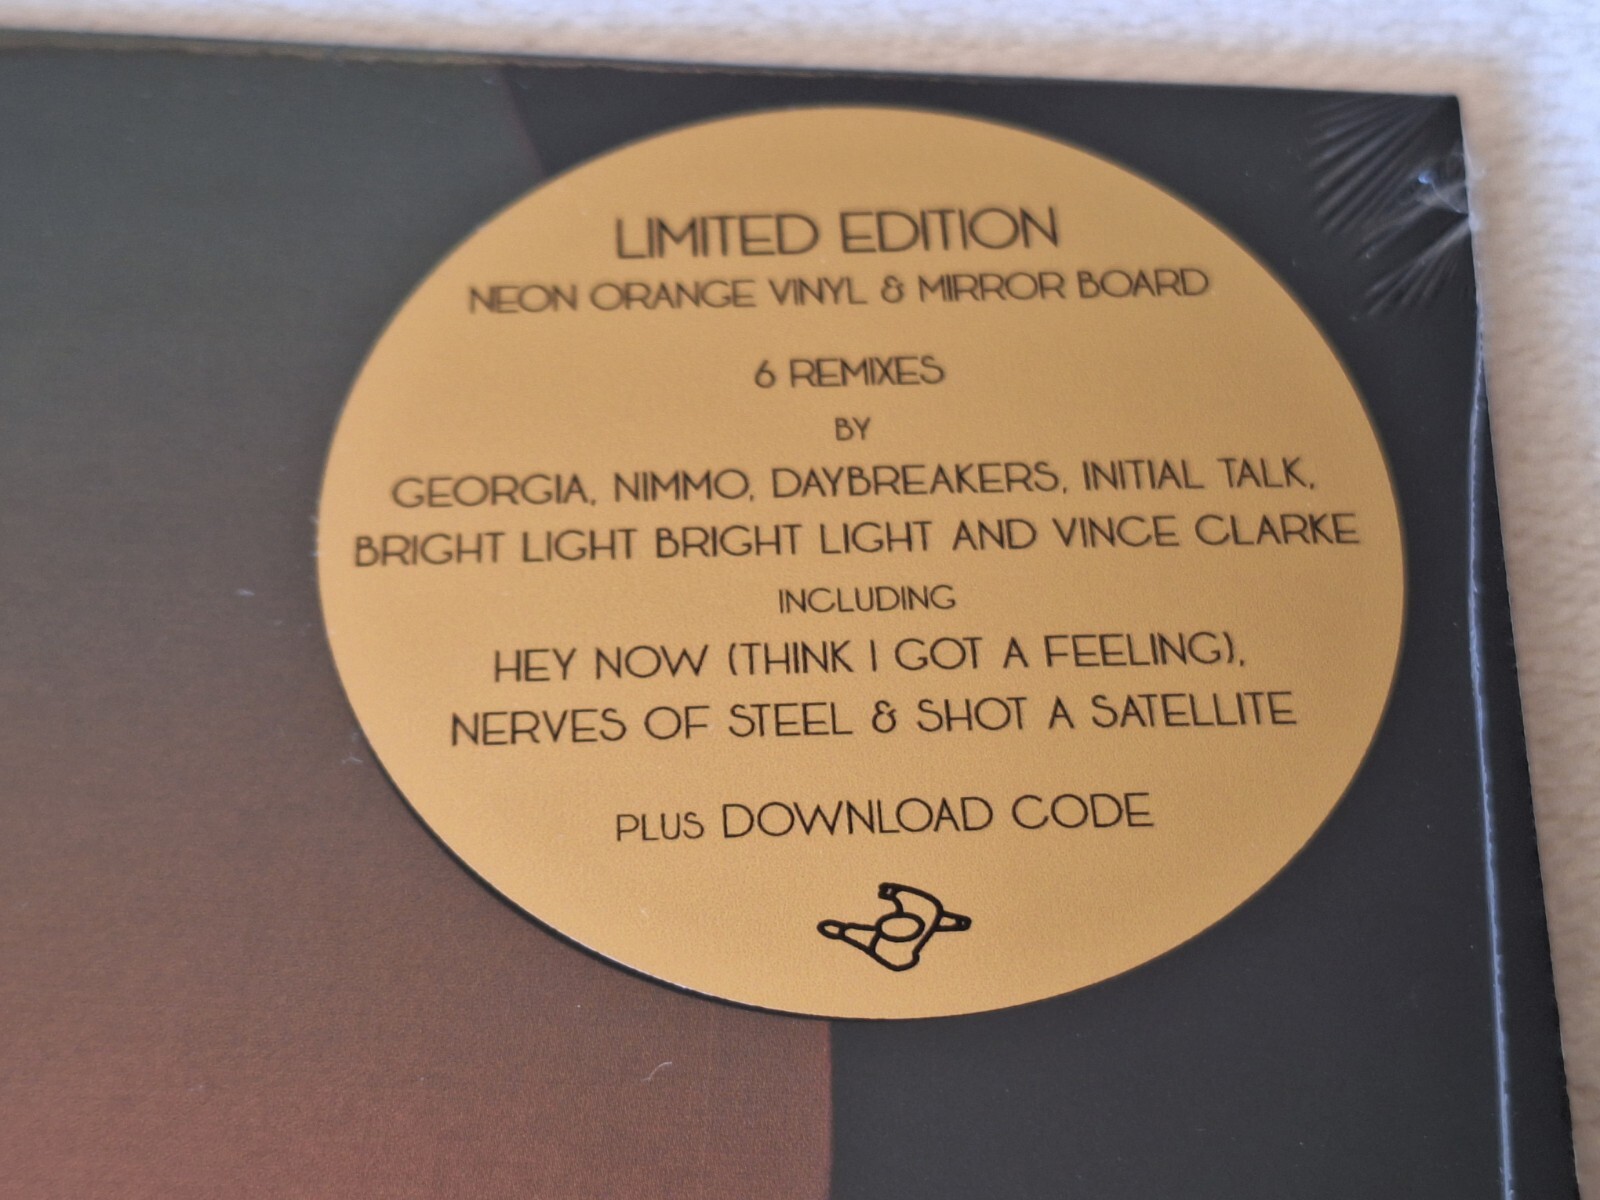 LIMITED EDITION
NEON ORANGE VINYL & MIRROR BOARD
6 REMIXES
BY
GEORGIA, NIMMO, DAYBREAKERS, INITIAL TALK,
BRIGHT LIGHT BRIGHT LIGHT AND VINCE CLARKE
INCLUDING
HEY NOW (THINK I GOT A FEELING),
NERVES OF STEEL & SHOT A SATELLITE
PLUS DOWNLOAD CODE